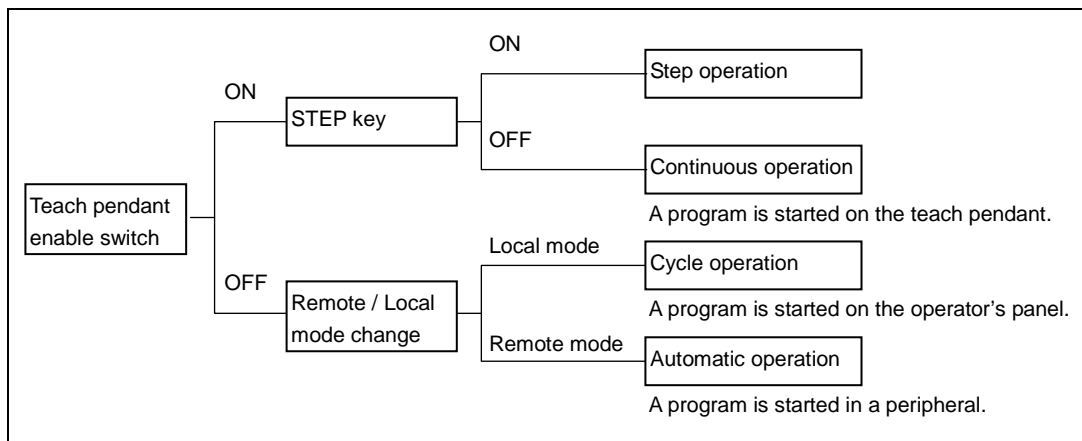 ON
Step operation
ON
STEP key
OFF
Continuous operation
A program is started on the teach pendant.
Teach pendant
enable switch
Local mode
Cycle operation
OFF
Remote / Local
mode change
A program is started on the operator’s panel.
Remote mode
Automatic operation
A program is started in a peripheral.